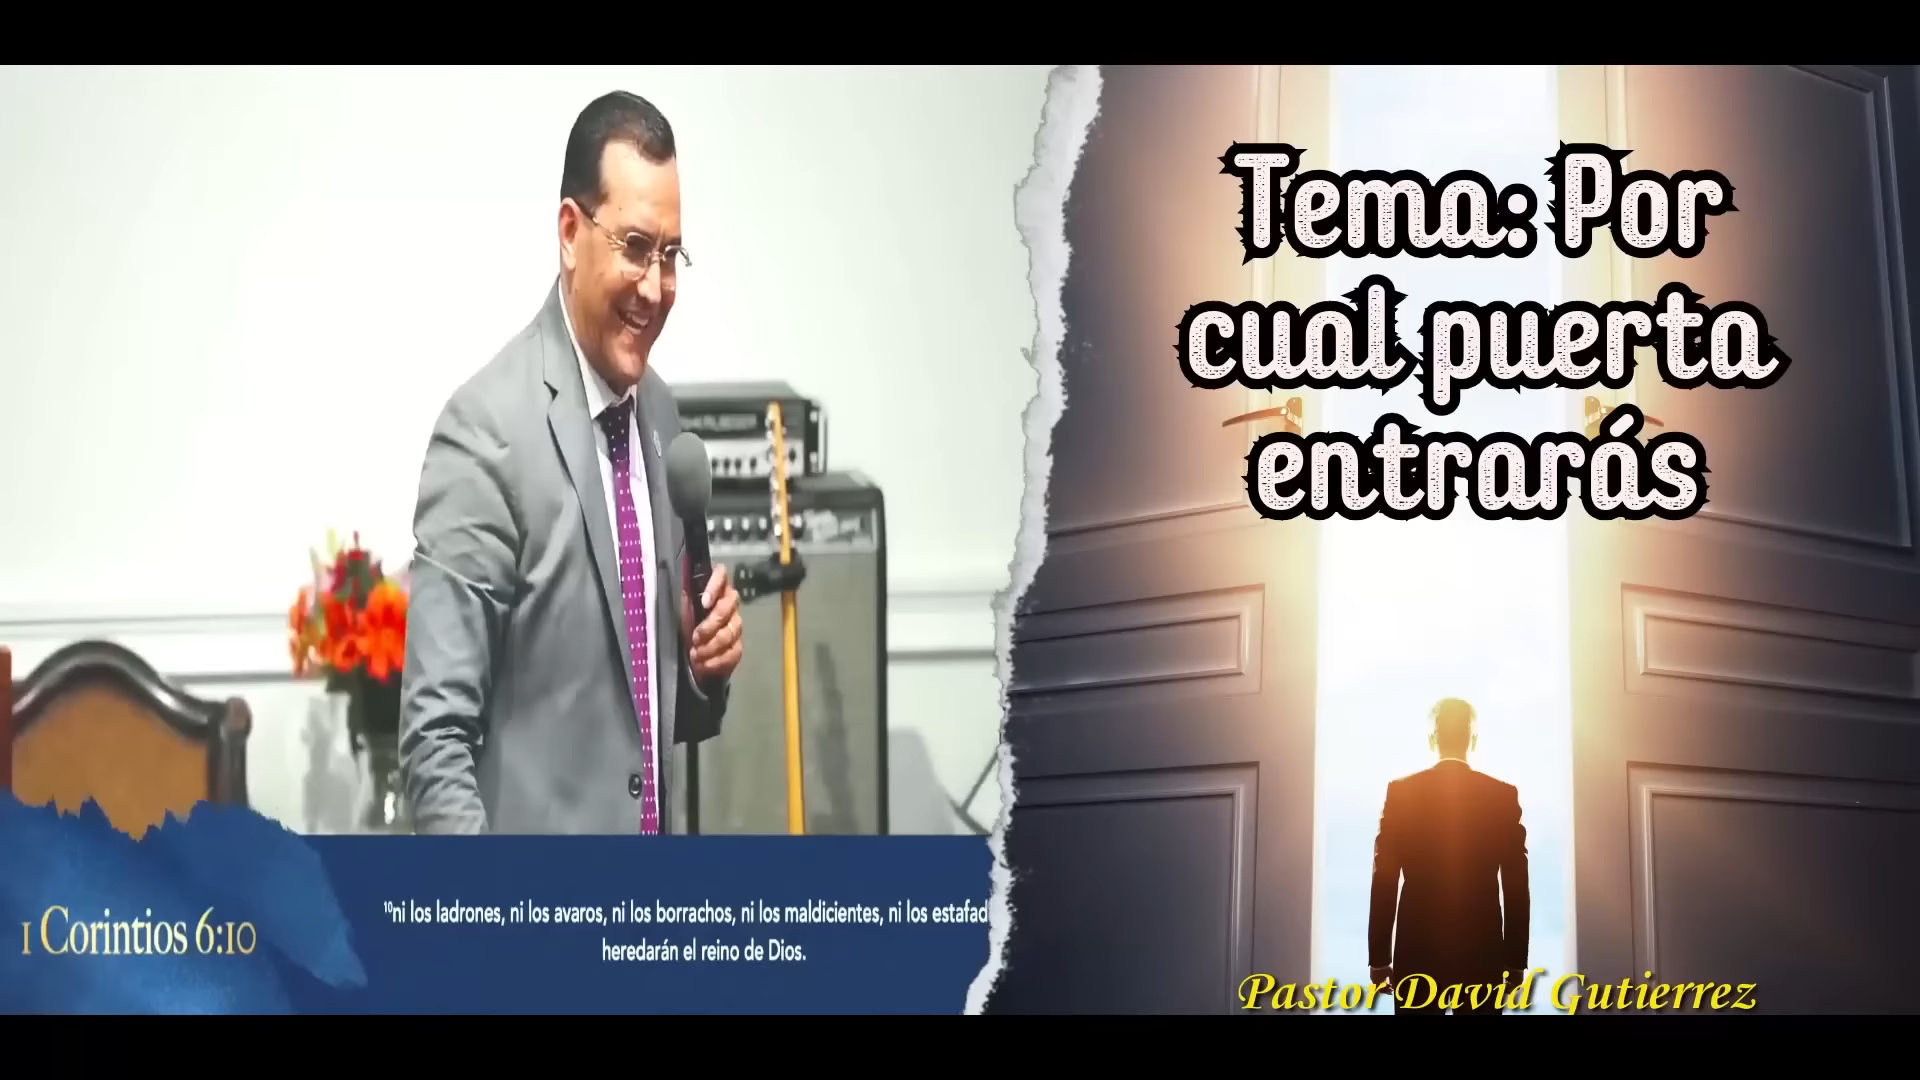 Tema: Por
cual puerta
entrarás
1 Corintios 6:10
¹⁰ni los ladrones, ni los avaros, ni los borrachos, ni los maldicientes, ni los
heredarán el reino de Dios.
Pastor David Gutierrez